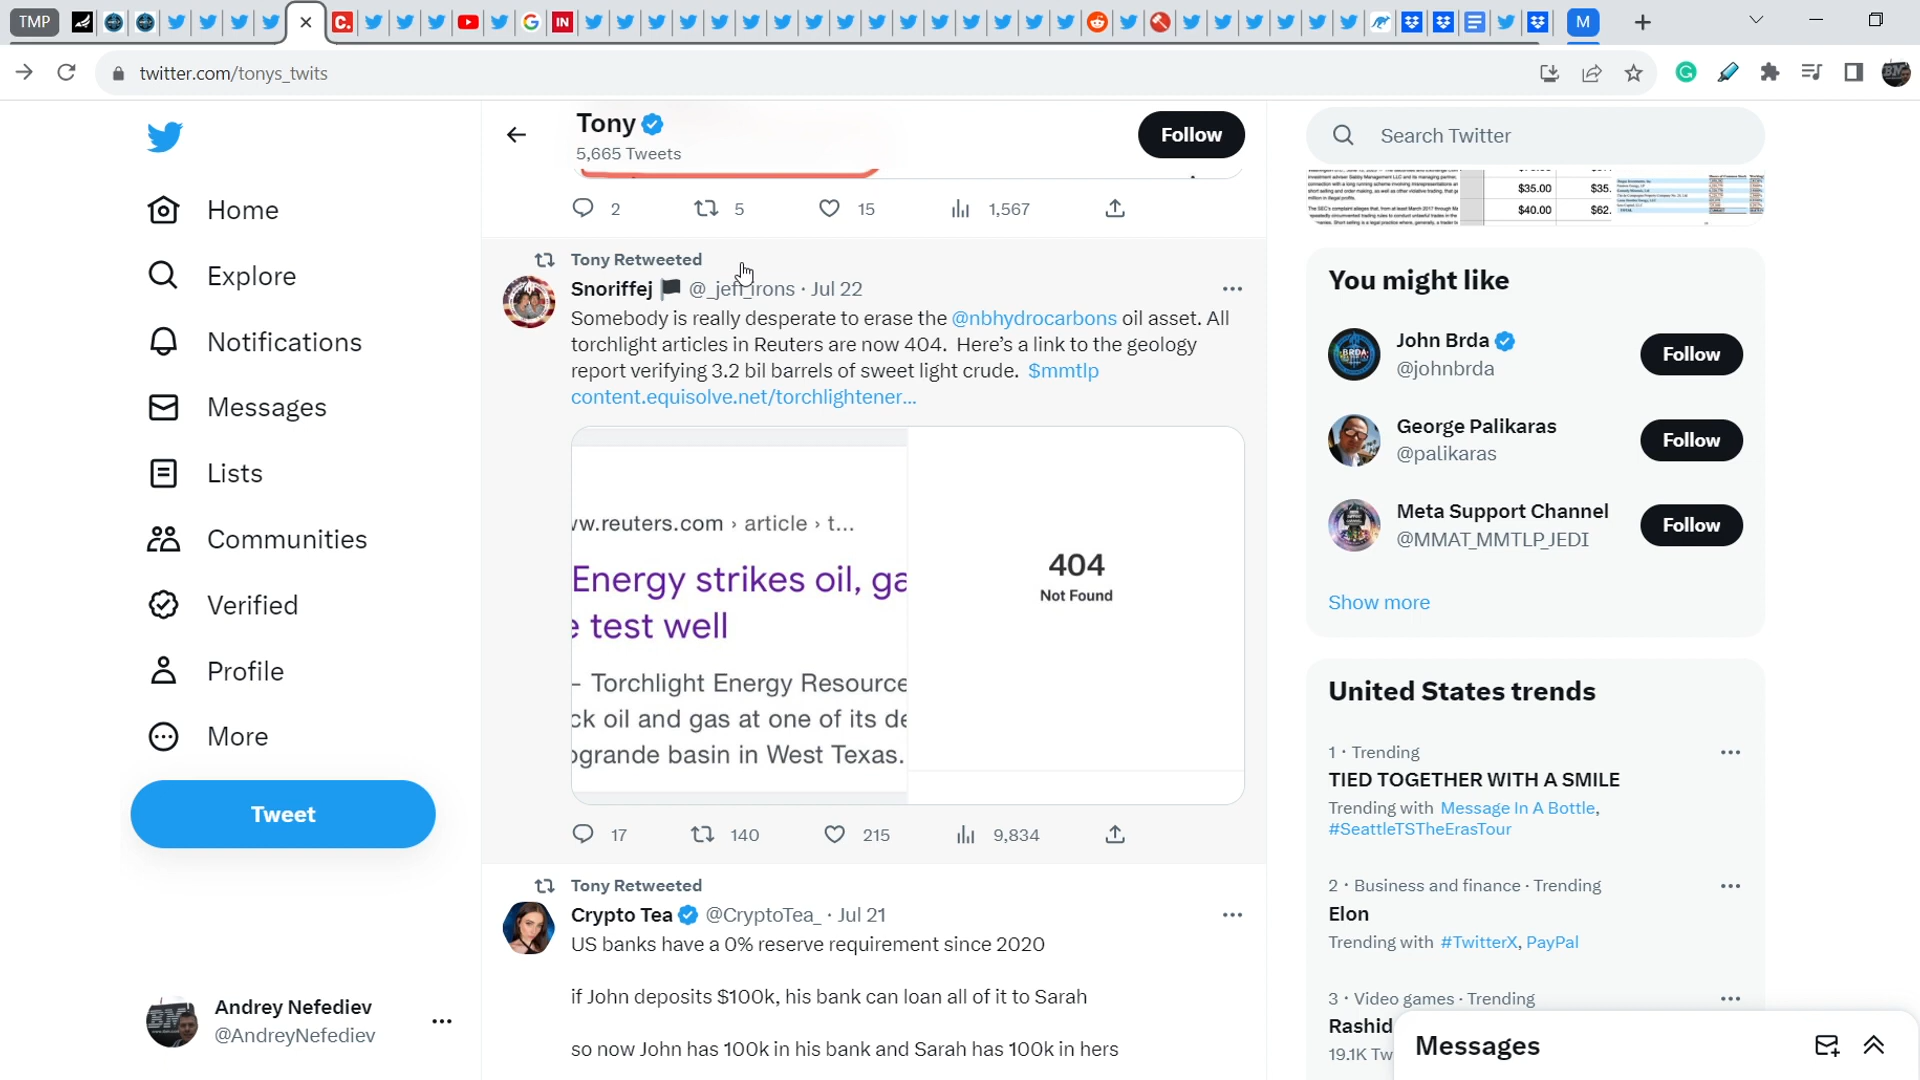 TMP
M
twitter.com/tonys_twits
Home
Explore
Notifications
Messages
Lists
Communities
Verified
Profile
More
Tweet
Andrey Nefediev
@AndreyNefediev
Tony
5,665 Tweets
Follow
2 5 15 1,567
Tony Retweeted
Snoriffej @_jeff_irons · Jul 22
Somebody is really desperate to erase the @nbhydrocarbons oil asset. All
torchlight articles in Reuters are now 404. Here's a link to the geology
report verifying 3.2 bil barrels of sweet light crude. $mmtlp
content.equisolve.net/torchlightener...
w.reuters.com › article › t...
Energy strikes oil, ga
test well
- Torchlight Energy Resource
ck oil and gas at one of its de
ogrande basin in West Texas.
404
Not Found
17 140 215 9,834
Tony Retweeted
Crypto Tea @CryptoTea_ · Jul 21
US banks have a 0% reserve requirement since 2020
if John deposits $100k, his bank can loan all of it to Sarah
so now John has 100k in his bank and Sarah has 100k in hers
Search Twitter
$35.00 $35.
$40.00 $62.
You might like
John Brda
@johnbrda
Follow
George Palikaras
@palikaras
Follow
Meta Support Channel
@MMAT_MMTLP_JEDI
Follow
Show more
United States trends
1 · Trending
TIED TOGETHER WITH A SMILE
Trending with Message In A Bottle,
#SeattleTSTheErasTour
2 · Business and finance · Trending
Elon
Trending with #TwitterX, PayPal
3 · Video games · Trending
Rashid
19.1K Tw
Messages